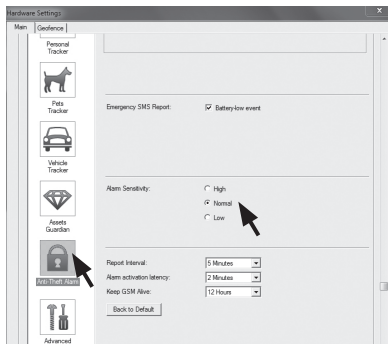 Hardware Settings
X
Main
Geofence
Personal
Tracker
Pets
Tracker
Vehicle
Tracker
Assets
Guardian
Anti-Theft Alarm
Advanced
Emergency SMS Report:
Battery-low event
Alarm Sensitivity:
High
Normal
Low
Report Interval:
5 Minutes
Alarm activation latency:
2 Minutes
Keep GSM Alive:
12 Hours
Back to Default